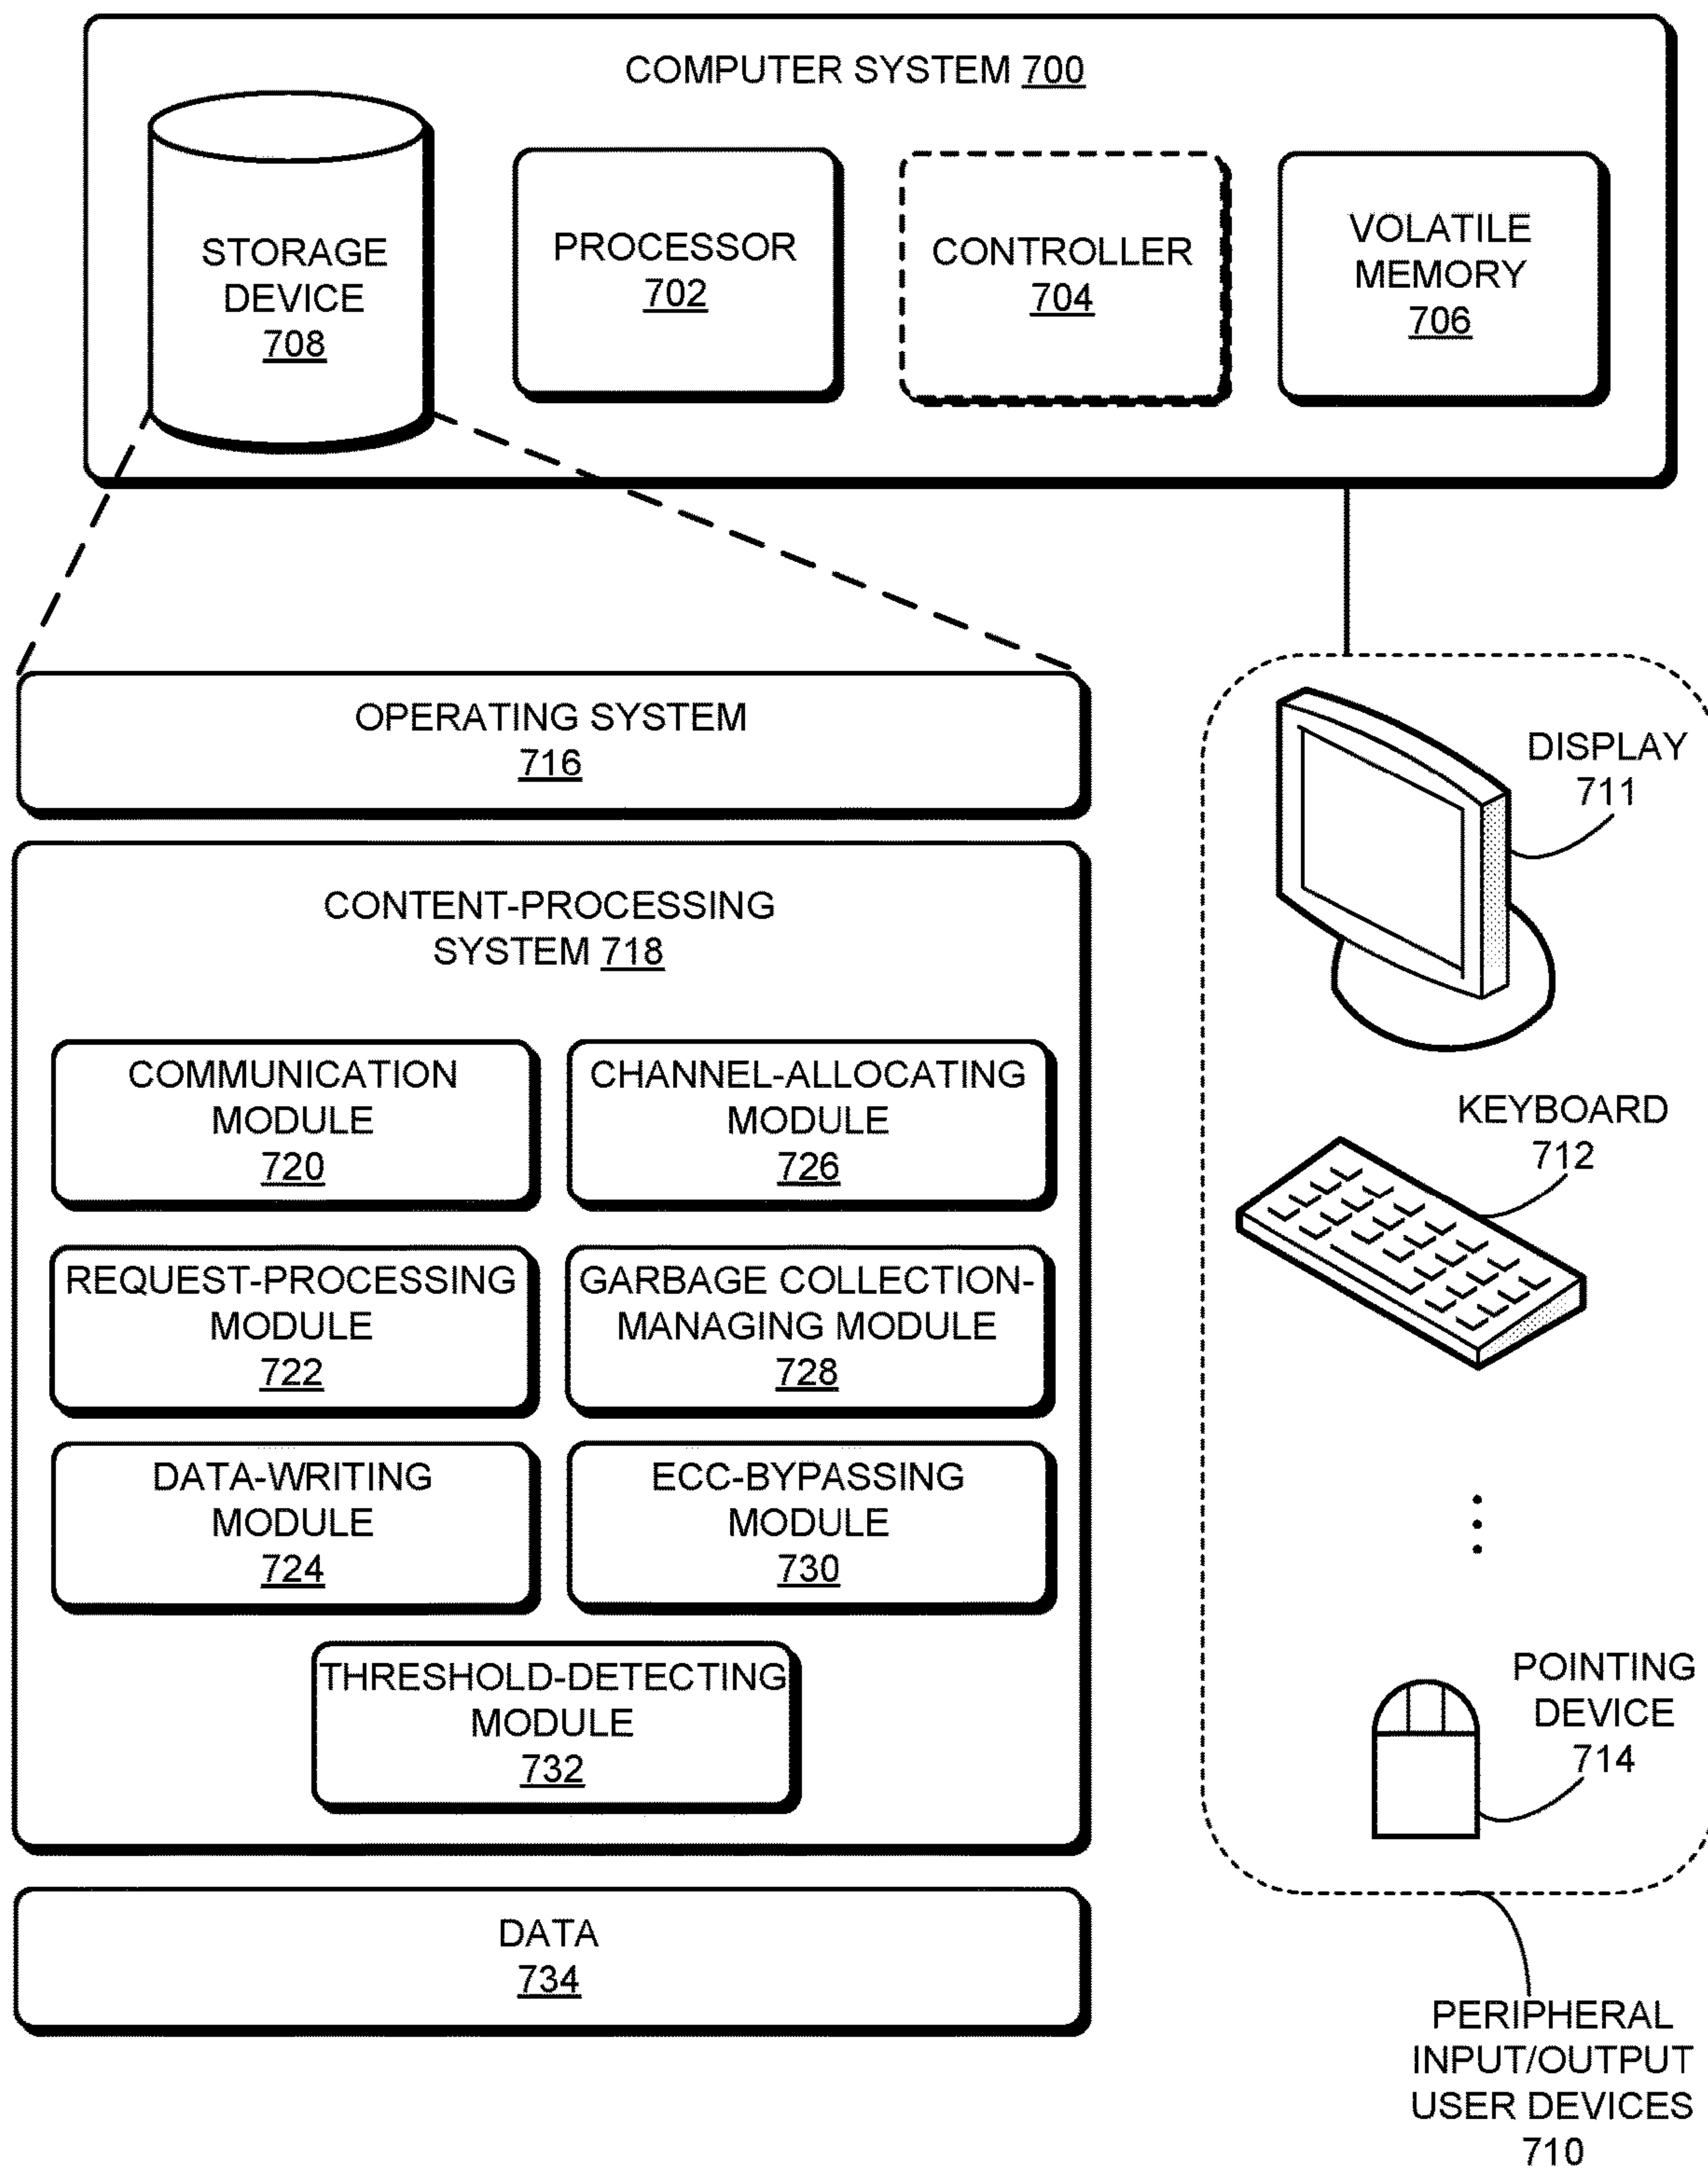 COMPUTER SYSTEM 700
STORAGE
DEVICE
708
PROCESSOR
702
CONTROLLER
704
VOLATILE
MEMORY
706
OPERATING SYSTEM
716
CONTENT-PROCESSING
SYSTEM 718
COMMUNICATION
MODULE
720
CHANNEL-ALLOCATING
MODULE
726
REQUEST-PROCESSING
MODULE
722
GARBAGE COLLECTION-
MANAGING MODULE
728
DATA-WRITING
MODULE
724
ECC-BYPASSING
MODULE
730
THRESHOLD-DETECTING
MODULE
732
DATA
734
DISPLAY
711
KEYBOARD
712
POINTING
DEVICE
714
PERIPHERAL
INPUT/OUTPUT
USER DEVICES
710